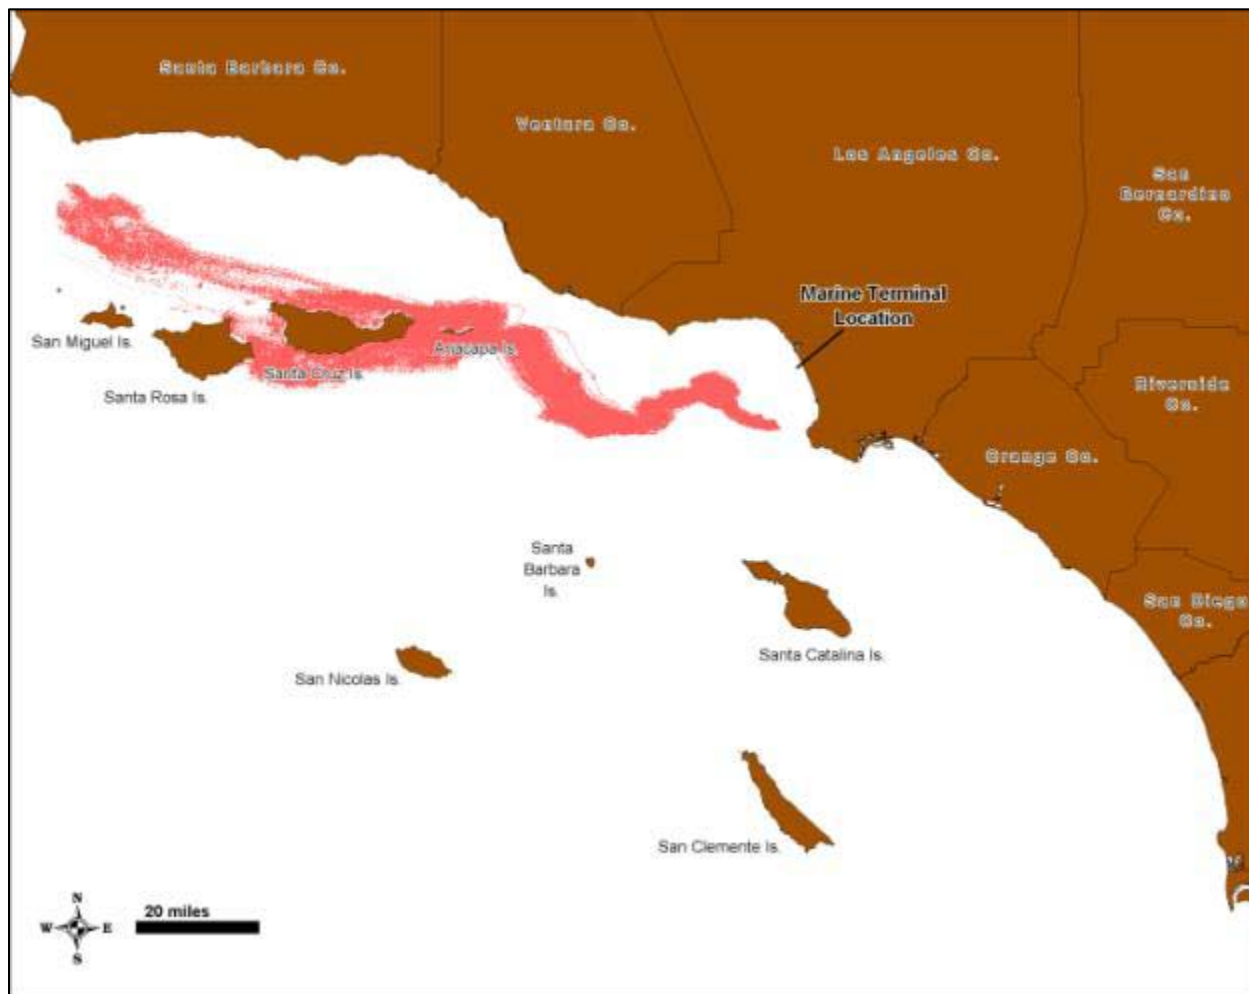 Santa Barbara Co.
Ventura Co.
Los Angeles Co.
San
Bernardino
Co.
Marine Terminal
Location
San Miguel Is.
Anacapa Is.
Santa Cruz Is.
Santa Rosa Is.
Riverside
Co.
Orange Co.
Santa
Barbara
Is.
San Diego
Co.
Santa Catalina Is.
San Nicolas Is.
San Clemente Is.
N
W E
S
20 miles